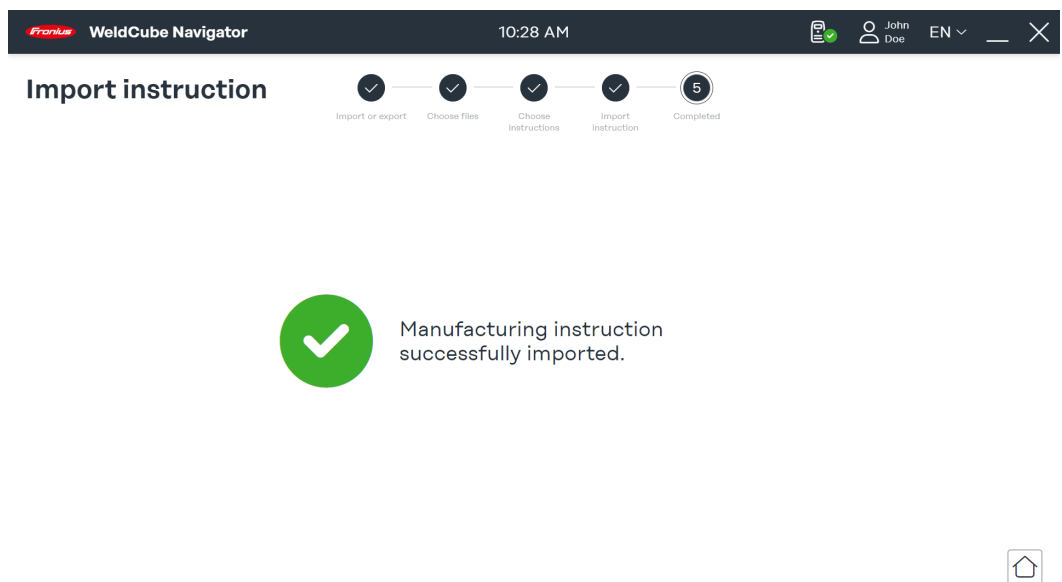 Fronius WeldCube Navigator 10:28 AM John Doe EN
Import instruction
5
Import or export
Choose files
Choose
instructions
Import
instruction
Completed
Manufacturing instruction
successfully imported.